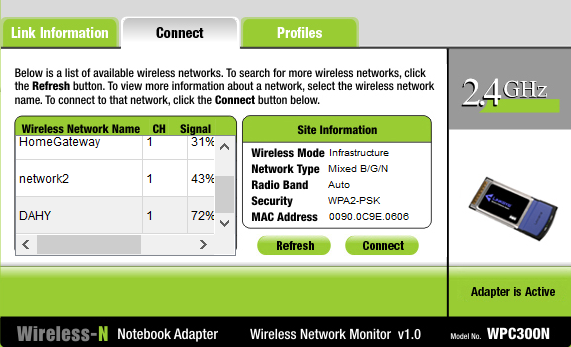 Link Information
Connect
Profiles
Below is a list of available wireless networks. To search for more wireless networks, click
the Refresh button. To view more information about a network, select the wireless network
name. To connect to that network, click the Connect button below.
2.4GHz
Wireless Network Name CH Signal
HomeGateway 1 31%
network2 1 43%
DAHY 1 72%
Site Information
Wireless Mode Infrastructure
Network Type Mixed B/G/N
Radio Band Auto
Security WPA2-PSK
MAC Address 0090.0C9E.0606
Refresh
Connect
Adapter is Active
Wireless-N Notebook Adapter Wireless Network Monitor v1.0 Model No. WPC300N